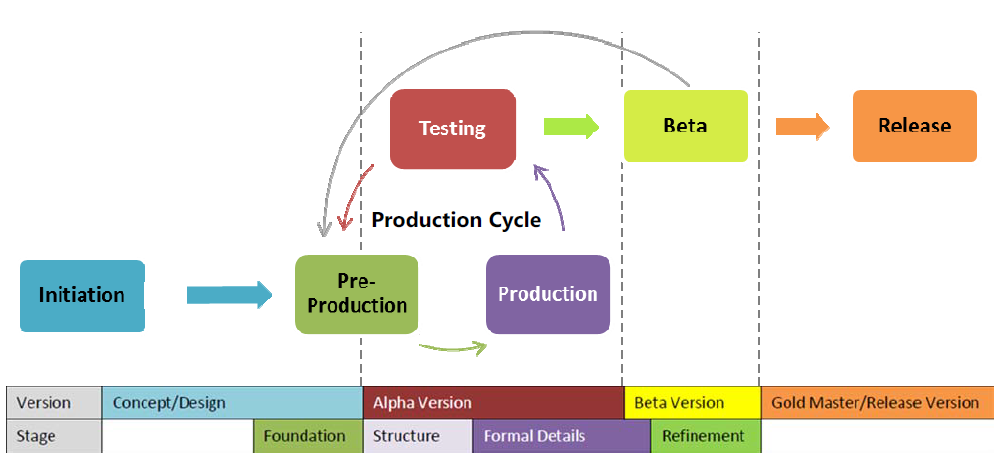 Testing
Beta
Release
Production Cycle
Initiation
Pre-
Production
Production
Version
Concept/Design
Alpha Version
Beta Version
Gold Master/Release Version
Stage
Foundation
Structure
Formal Details
Refinement